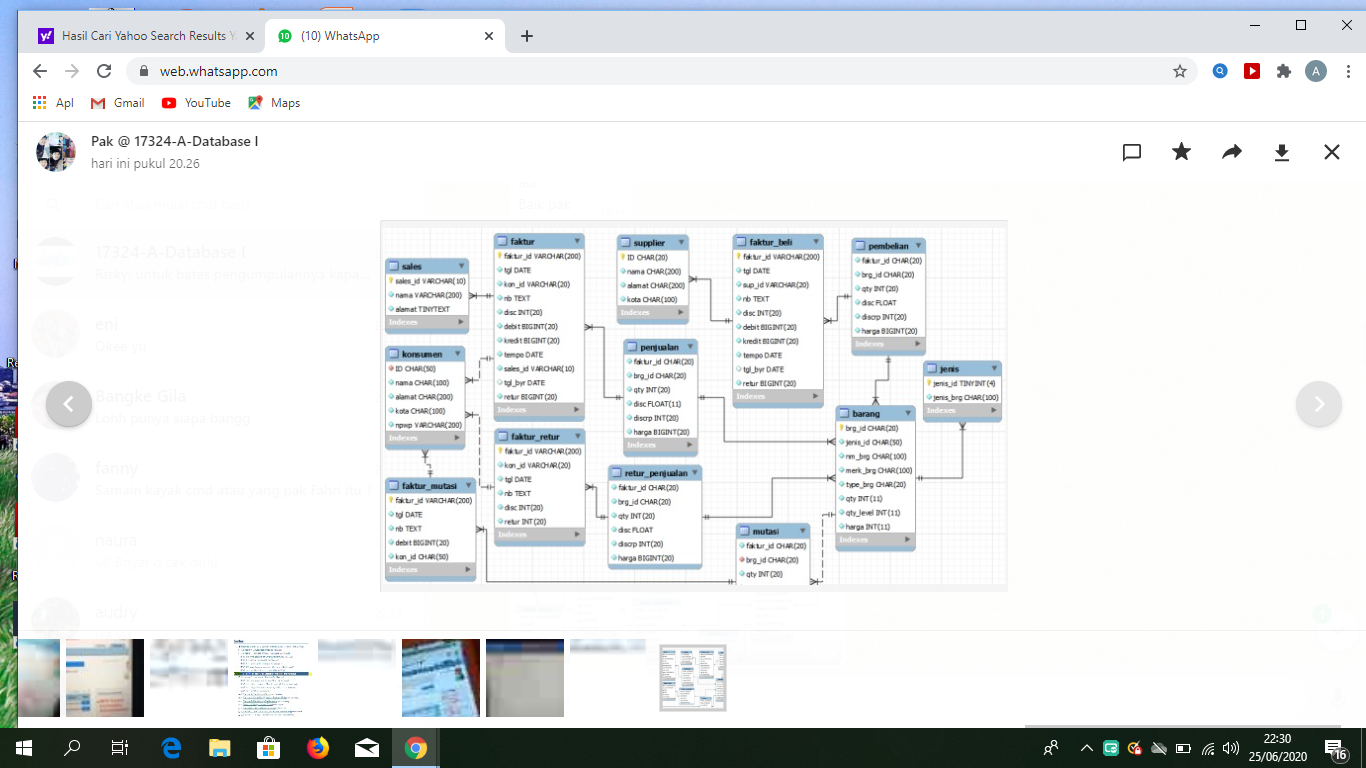 Hasil Cari Yahoo Search Results Y
(10) WhatsApp
web.whatsapp.com
A
Apl
Gmail
YouTube
Maps
Pak @ 17324-A-Database I
hari ini pukul 20.26
Baik pak
17324-A-Database I
eni
Okee yu
Bangke Gila
fanny
naura
audry
sales
sales_id VARCHAR(10)
nama VARCHAR(200)
alamat TINYTEXT
Indexes
konsumen
ID CHAR(50)
nama CHAR(100)
alamat CHAR(200)
kota CHAR(100)
npwp VARCHAR(200)
Indexes
faktur_mutasi
faktur_id VARCHAR(200)
tgl DATE
nb TEXT
debit BIGINT(20)
kon_id CHAR(50)
Indexes
faktur
faktur_id VARCHAR(200)
tgl DATE
kon_id VARCHAR(20)
nb TEXT
disc INT(20)
debit BIGINT(20)
kredit BIGINT(20)
tempo DATE
sales_id VARCHAR(10)
tgl_byr DATE
retur BIGINT(20)
Indexes
faktur_retur
faktur_id VARCHAR(200)
kon_id VARCHAR(20)
tgl DATE
nb TEXT
disc INT(20)
retur INT(20)
Indexes
supplier
ID CHAR(20)
nama CHAR(200)
alamat CHAR(200)
kota CHAR(100)
Indexes
penjualan
faktur_id CHAR(20)
brg_id CHAR(20)
qty INT(20)
disc FLOAT(11)
discrp INT(20)
harga BIGINT(20)
Indexes
retur_penjualan
faktur_id CHAR(20)
brg_id CHAR(20)
qty INT(20)
disc FLOAT
discrp INT(20)
harga BIGINT(20)
faktur_beli
faktur_id VARCHAR(200)
tgl DATE
sup_id VARCHAR(20)
nb TEXT
disc INT(20)
debit BIGINT(20)
kredit BIGINT(20)
tempo DATE
tgl_byr DATE
retur BIGINT(20)
Indexes
mutasi
faktur_id CHAR(20)
brg_id CHAR(20)
qty INT(20)
pembelian
faktur_id CHAR(20)
brg_id CHAR(20)
qty INT(20)
disc FLOAT
discrp INT(20)
harga BIGINT(20)
Indexes
jenis
jenis_id TINYINT(4)
jenis_brg CHAR(100)
Indexes
barang
brg_id CHAR(20)
jenis_id CHAR(50)
nm_brg CHAR(100)
merk_brg CHAR(100)
type_brg CHAR(20)
qty INT(11)
qty_level INT(11)
harga INT(11)
Indexes
22:30
25/06/2020
16